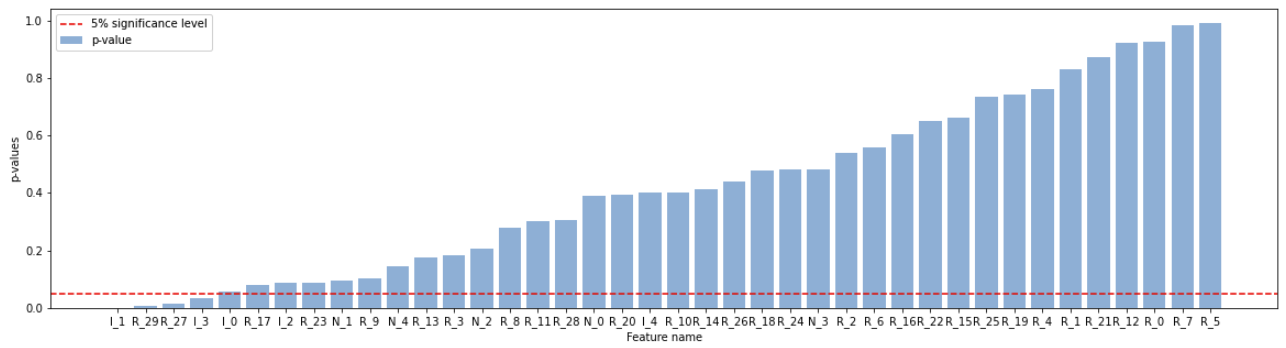 5% significance level
p-value
p-values
1.0
0.8
0.6
0.4
0.2
0.0
I_1 R_29 R_27 I_3 I_0 R_17 I_2 R_23 N_1 R_9 N_4 R_13 R_3 N_2 R_8 R_11 R_28 N_0 R_20 I_4 R_10 R_14 R_26 R_18 R_24 N_3 R_2 R_6 R_16 R_22 R_15 R_25 R_19 R_4 R_1 R_21 R_12 R_0 R_7 R_5
Feature name